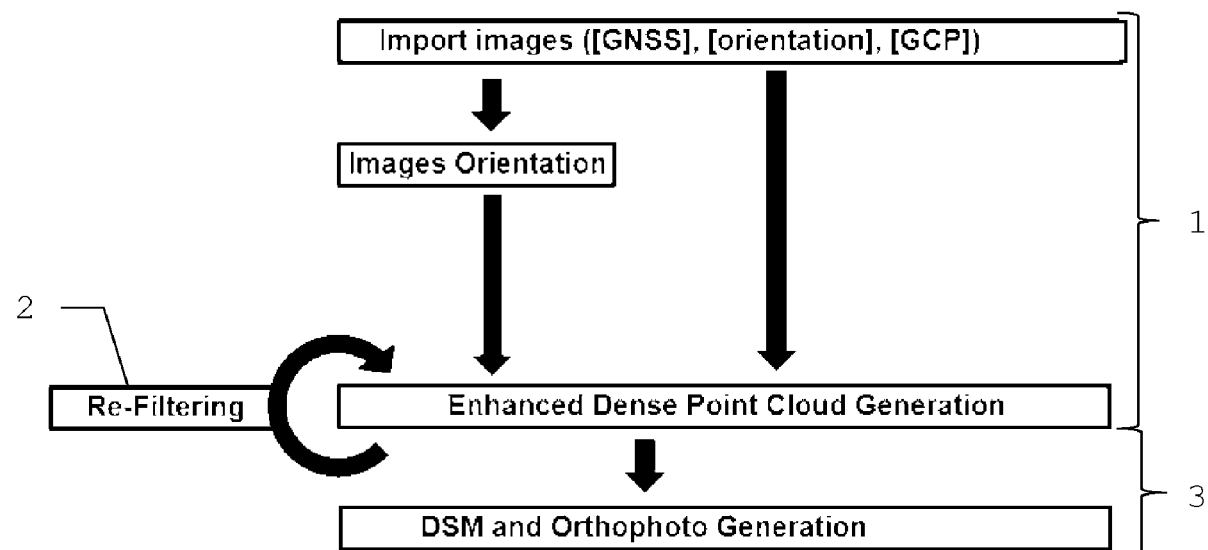 Import images ([GNSS], [orientation], [GCP])
Images Orientation
1
2
Re-Filtering
Enhanced Dense Point Cloud Generation
3
DSM and Orthophoto Generation